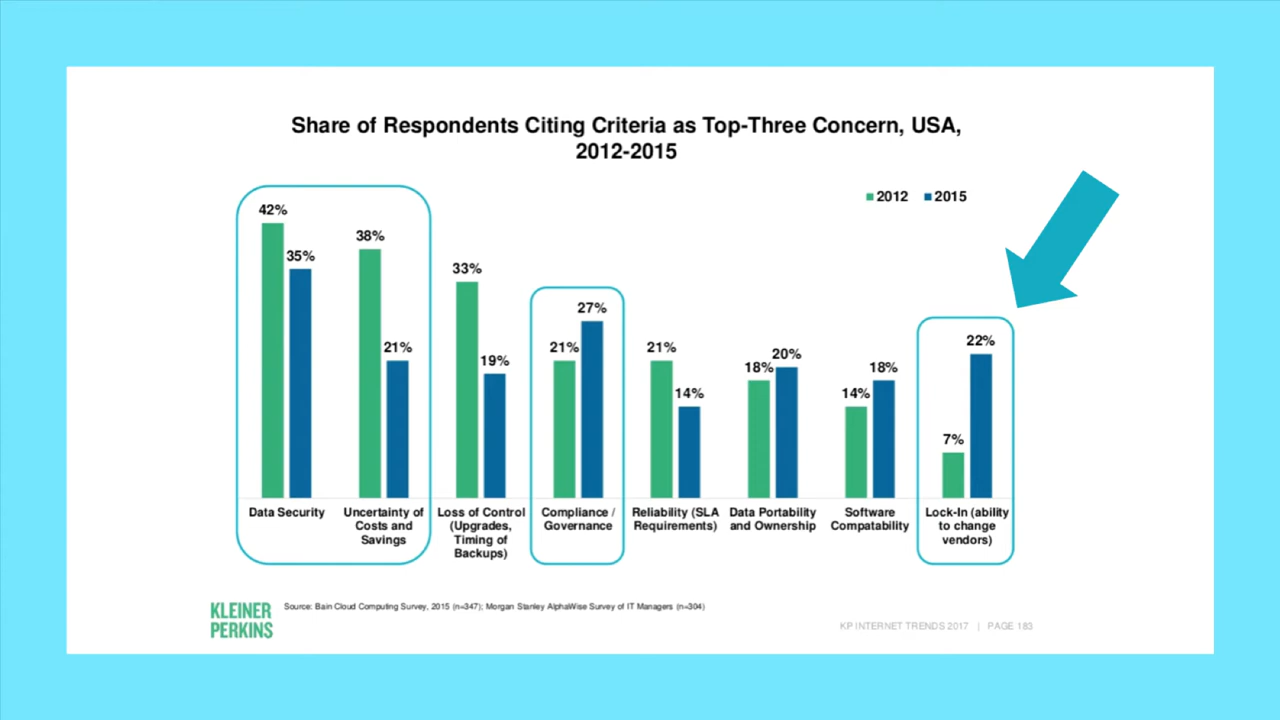 Share of Respondents Citing Criteria as Top-Three Concern, USA,
2012-2015
2012 2015
42%
35%
38%
21%
33%
19%
21%
27%
21%
14%
18%
20%
14%
18%
7%
22%
Data Security
Uncertainty of
Costs and
Savings
Loss of Control
(Upgrades,
Timing of
Backups)
Compliance /
Governance
Reliability (SLA
Requirements)
Data Portability
and Ownership
Software
Compatability
Lock-In (ability
to change
vendors)
KLEINER
PERKINS
Source: Bain Cloud Computing Survey, 2015 (n=347); Morgan Stanley AlphaWise Survey of IT Managers (n=304)
KP INTERNET TRENDS 2017 | PAGE 183